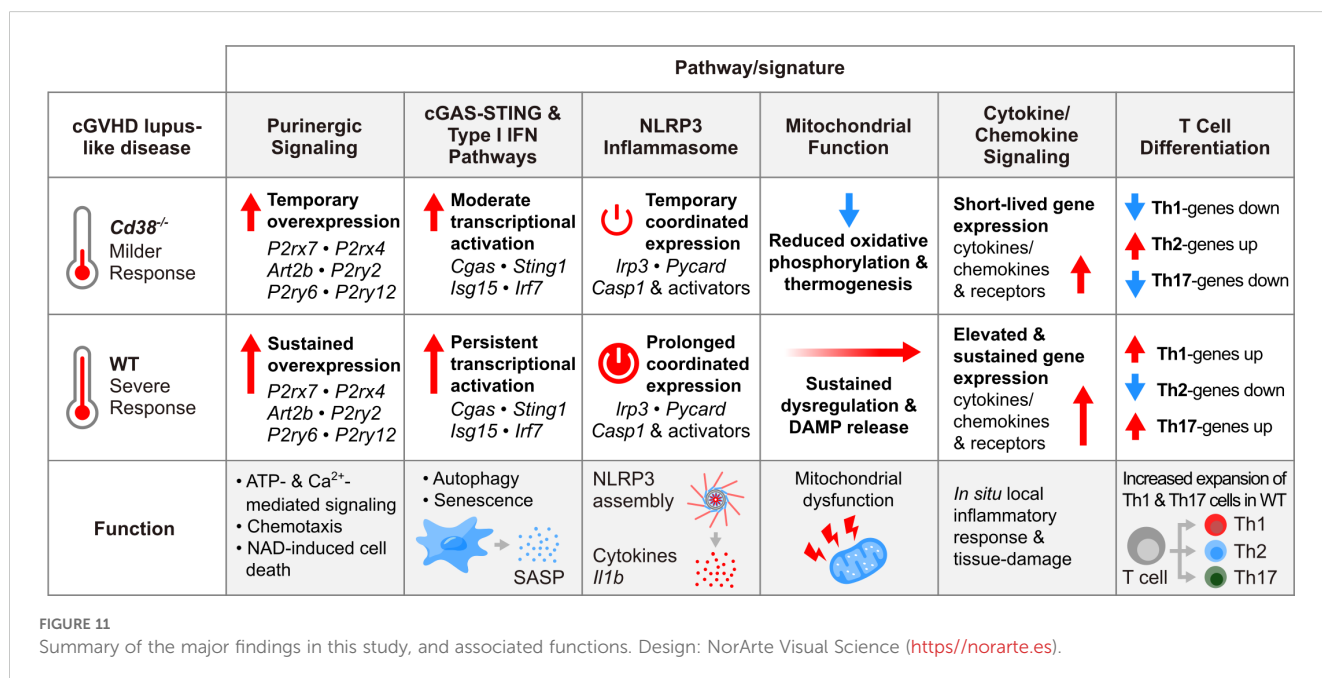 Pathway/signature
cGVHD lupus-
like disease
Purinergic
Signaling
cGAS-STING &
Type I IFN
Pathways
NLRP3
Inflammasome
Mitochondrial
Function
Cytokine/
Chemokine
Signaling
T Cell
Differentiation
Cd38-/-
Milder
Response
Temporary
overexpression
P2rx7 • P2rx4
Art2b • P2ry2
P2ry6 • P2ry12
Moderate
transcriptional
activation
Cgas • Sting1
Isg15 • Irf7
Temporary
coordinated
expression
Irp3 • Pycard
Casp1 & activators
Reduced oxidative
phosphorylation &
thermogenesis
Short-lived gene
expression
cytokines/
chemokines
& receptors
Th1-genes down
Th2-genes up
Th17-genes down
WT
Severe
Response
Sustained
overexpression
P2rx7 • P2rx4
Art2b • P2ry2
P2ry6 • P2ry12
Persistent
transcriptional
activation
Cgas • Sting1
Isg15 • Irf7
Prolonged
coordinated
expression
Irp3 • Pycard
Casp1 & activators
Sustained
dysregulation &
DAMP release
Elevated &
sustained gene
expression
cytokines/
chemokines
& receptors
Th1-genes up
Th2-genes down
Th17-genes up
Function
• ATP- & Ca2+-
mediated signaling
• Chemotaxis
• NAD-induced cell
death
• Autophagy
• Senescence
SASP
NLRP3
assembly
Cytokines
Il1b
Mitochondrial
dysfunction
In situ local
inflammatory
response &
tissue-damage
Increased expansion of
Th1 & Th17 cells in WT
T cell
Th1
Th2
Th17
FIGURE 11
Summary of the major findings in this study, and associated functions. Design: NorArte Visual Science (https//norarte.es).